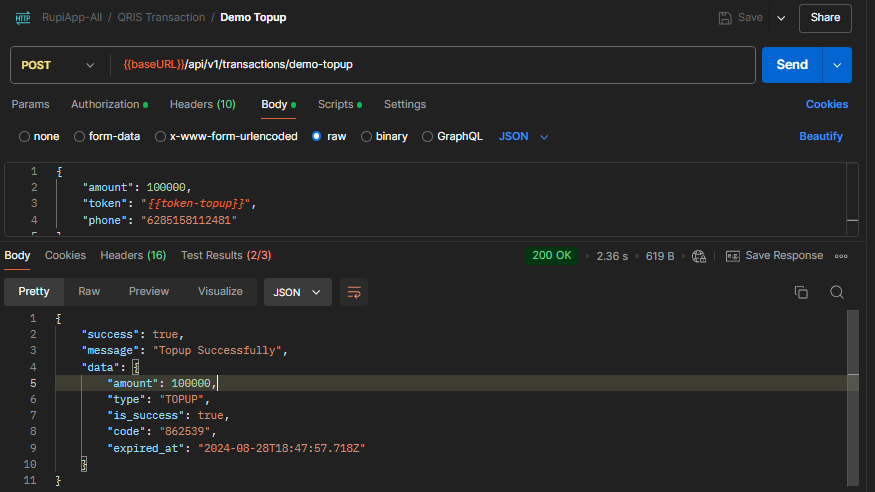 HTTP RupiApp-All / QRIS Transaction / Demo Topup Save Share
POST {{baseURL}}/api/v1/transactions/demo-topup Send
Params Authorization Headers (10) Body Scripts Settings Cookies
none form-data x-www-form-urlencoded raw binary GraphQL JSON Beautify
1 {
2 "amount": 100000,
3 "token": "{{token-topup}}",
4 "phone": "6285158112481"
Body Cookies Headers (16) Test Results (2/3) 200 OK 2.36 s 619 B e.g. Save Response
Pretty Raw Preview Visualize JSON
1 {
2 "success": true,
3 "message": "Topup Successfully",
4 "data": {
5 "amount": 100000,
6 "type": "TOPUP",
7 "is_success": true,
8 "code": "862539",
9 "expired_at": "2024-08-28T18:47:57.718Z"
10 }
11 }